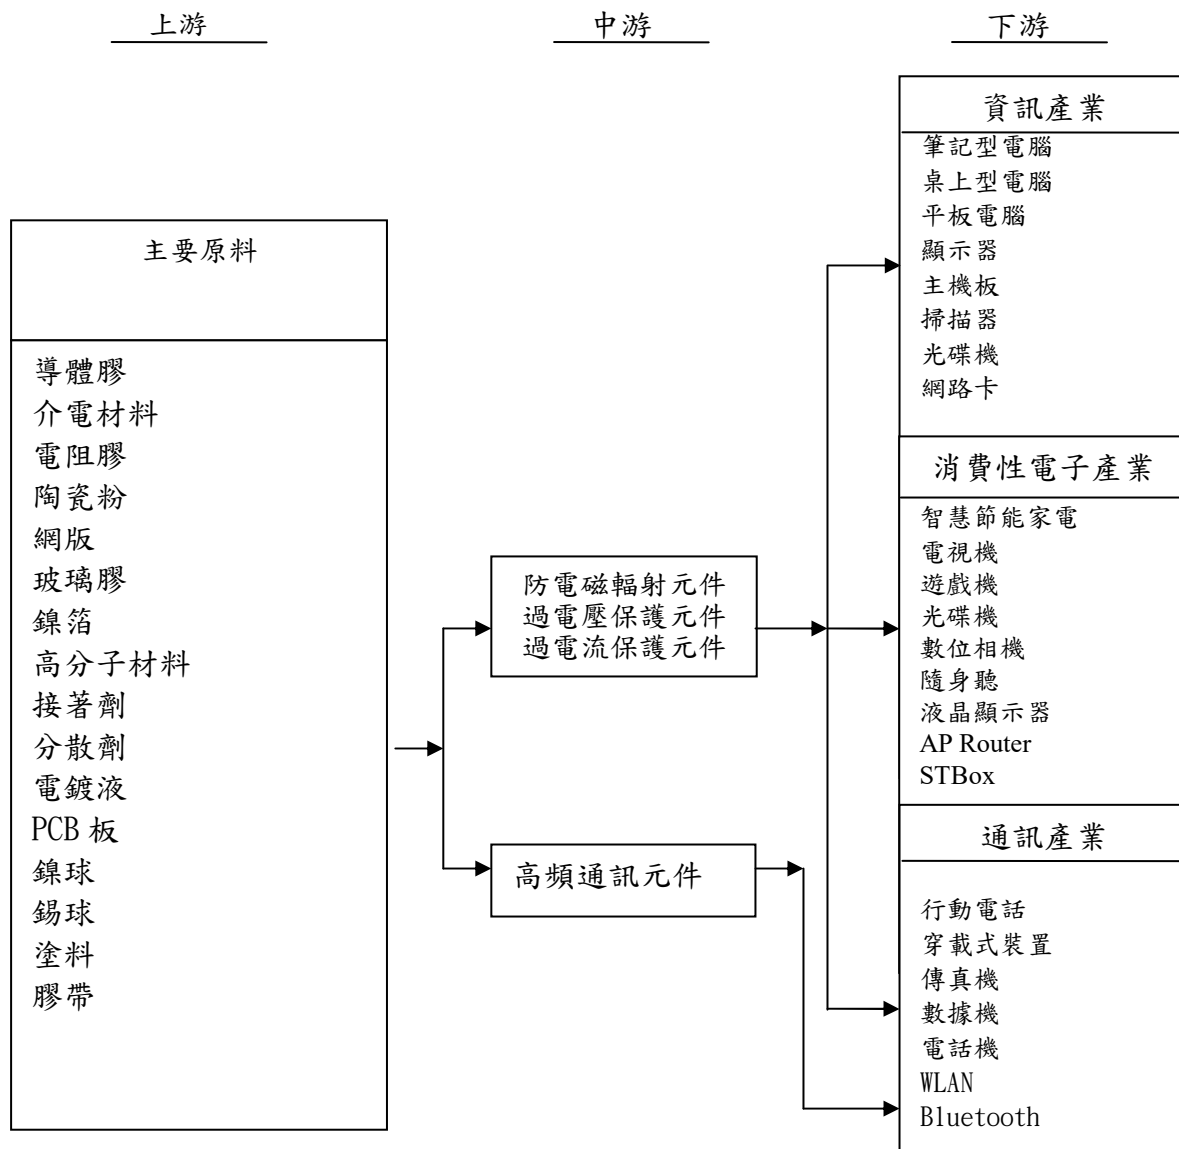 上游
中游
下游
主要原料
導體膠
介電材料
電阻膠
陶瓷粉
網版
玻璃膠
鎳箔
高分子材料
接著劑
分散劑
電鍍液
PCB 板
鎳球
錫球
塗料
膠帶
防電磁輻射元件
過電壓保護元件
過電流保護元件
高頻通訊元件
資訊產業
筆記型電腦
桌上型電腦
平板電腦
顯示器
主機板
掃描器
光碟機
網路卡
消費性電子產業
智慧節能家電
電視機
遊戲機
光碟機
數位相機
隨身聽
液晶顯示器
AP Router
STBox
通訊產業
行動電話
穿載式裝置
傳真機
數據機
電話機
WLAN
Bluetooth